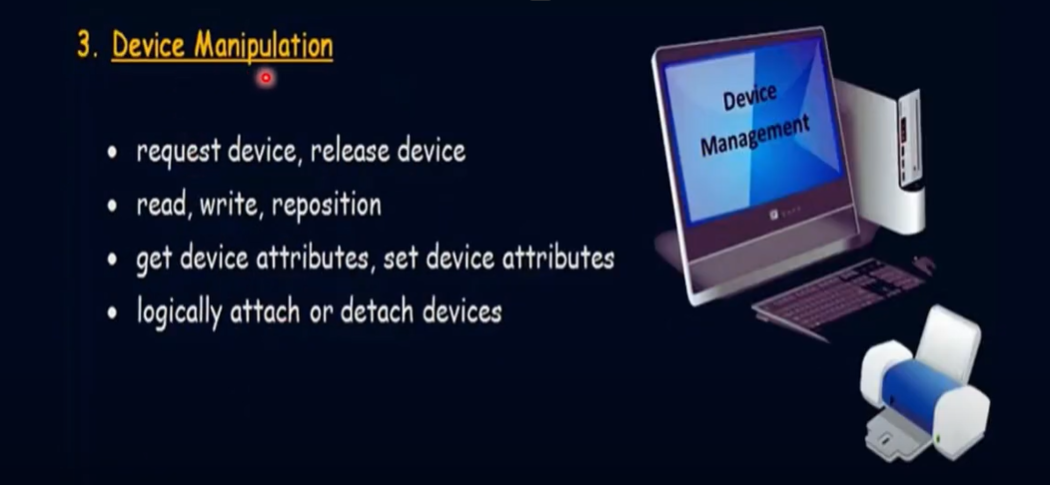 3. Device Manipulation
• request device, release device
• read, write, reposition
• get device attributes, set device attributes
• logically attach or detach devices
Device
Management